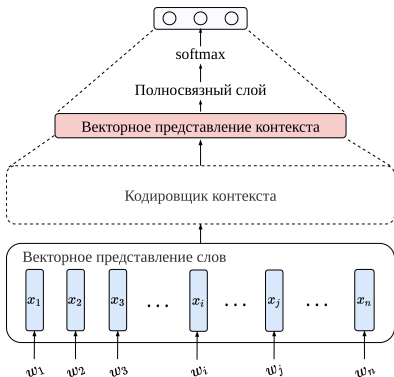 softmax
Полносвязный слой
Векторное представление контекста
Кодировщик контекста
Векторное представление слов
x₁ x₂ x₃ ... xᵢ ... xⱼ ... xₙ
w₁ w₂ w₃ wᵢ wⱼ wₙ